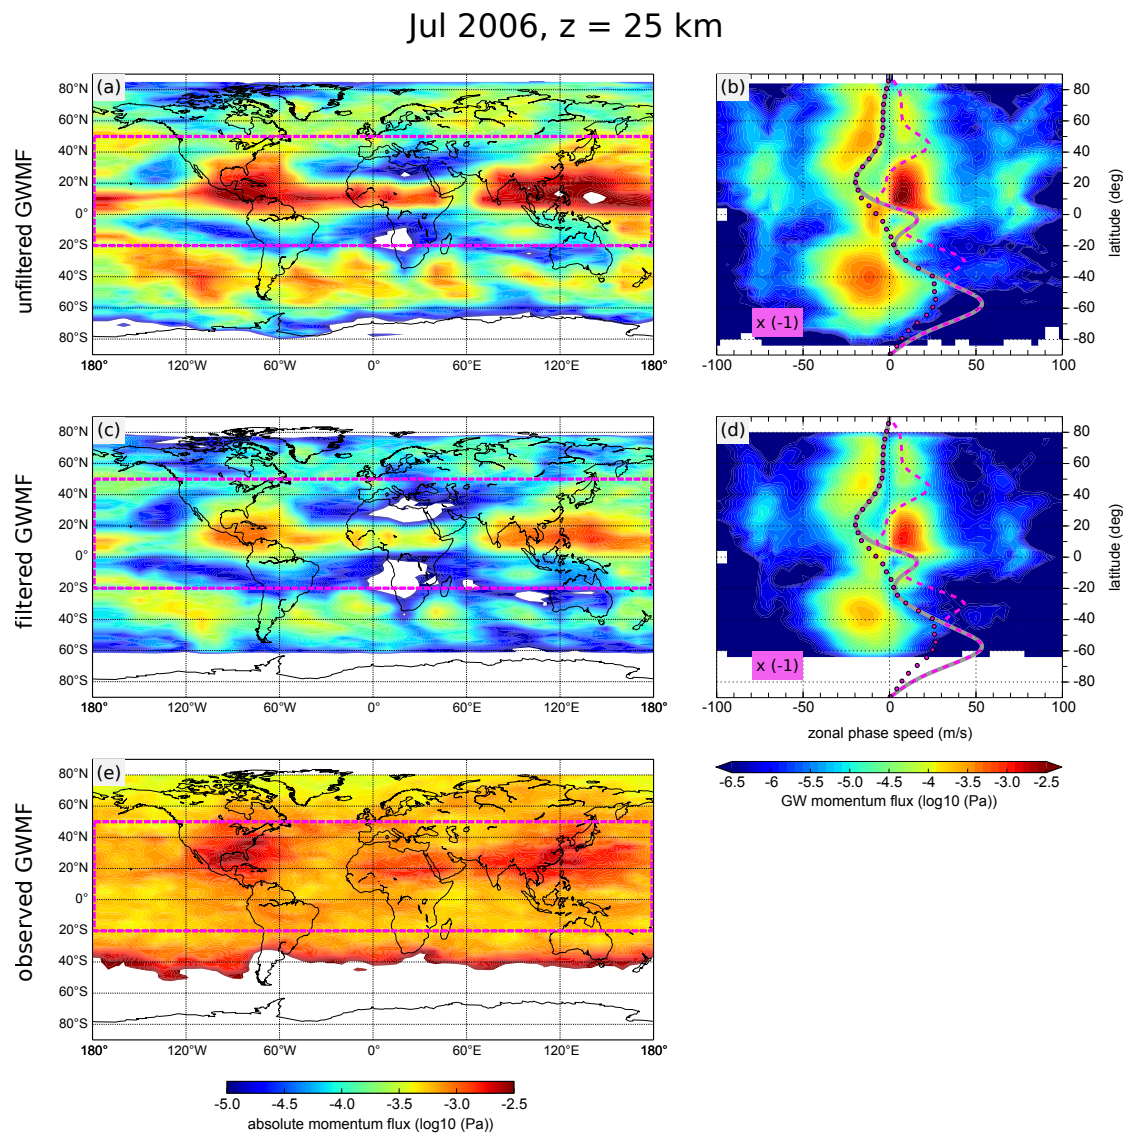 Jul 2006, z = 25 km
unfiltered GWMF
(a)
80°N
60°N
40°N
20°N
0°
20°S
40°S
60°S
80°S
180° 120°W 60°W 0° 60°E 120°E 180°
(b)
x (-1)
80
60
40
20
0
-20
-40
-60
-80
latitude (deg)
-100 -50 0 50 100
filtered GWMF
(c)
80°N
60°N
40°N
20°N
0°
20°S
40°S
60°S
80°S
180° 120°W 60°W 0° 60°E 120°E 180°
(d)
x (-1)
80
60
40
20
0
-20
-40
-60
-80
latitude (deg)
-100 -50 0 50 100
zonal phase speed (m/s)
-6.5 -6 -5.5 -5.0 -4.5 -4 -3.5 -3.0 -2.5
GW momentum flux (log10 (Pa))
observed GWMF
(e)
80°N
60°N
40°N
20°N
0°
20°S
40°S
60°S
80°S
180° 120°W 60°W 0° 60°E 120°E 180°
-5.0 -4.5 -4.0 -3.5 -3.0 -2.5
absolute momentum flux (log10 (Pa))